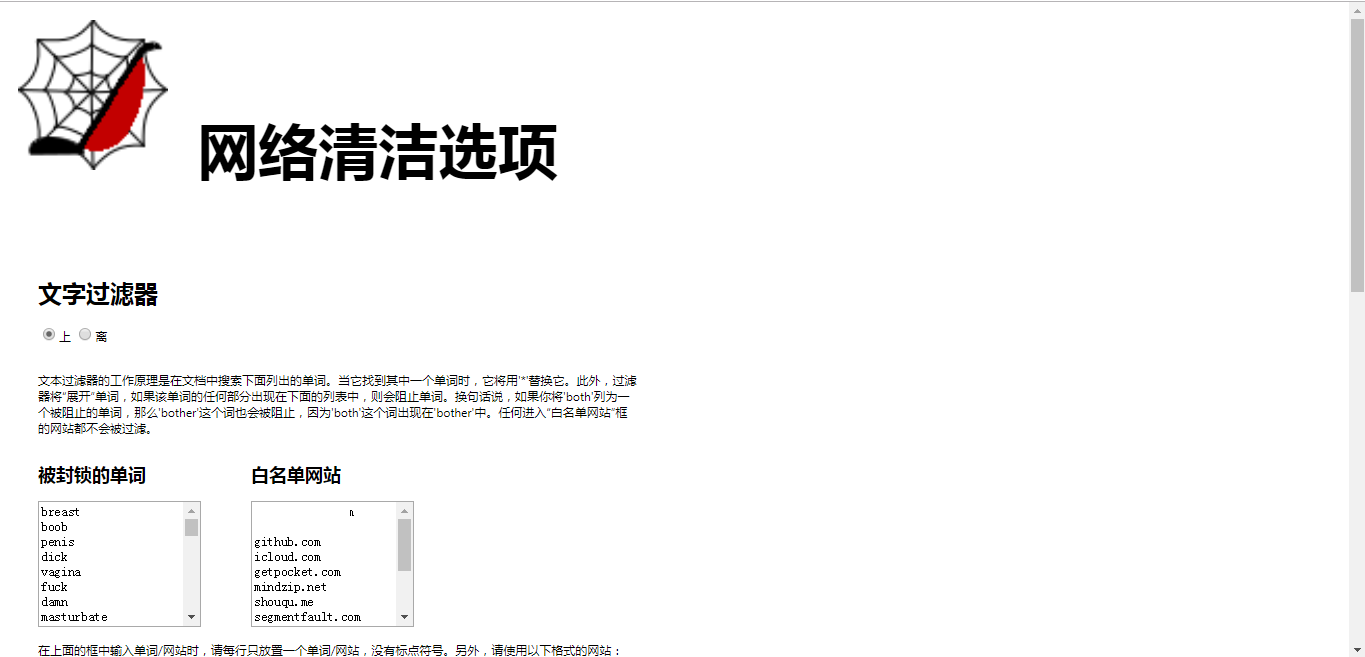 网络清洁选项
文字过滤器
上 离
文本过滤器的工作原理是在文档中搜索下面列出的单词。当它找到其中一个单词时，它将用'*'替换它。此外，过滤
器将“展开”单词，如果该单词的任何部分出现在下面的列表中，则会阻止单词。换句话说，如果你将'both'列为一
个被阻止的单词，那么'bother'这个词也会被阻止，因为'both'这个词出现在'bother'中。任何进入“白名单网站”框
的网站都不会被过滤。
被封锁的单词
breast
boob
penis
dick
vagina
fuck
damn
masturbate
白名单网站
github.com
icloud.com
getpocket.com
mindzip.net
shouqu.me
segmentfault.com
在上面的框中输入单词/网站时，请每行只放置一个单词/网站，没有标点符号。另外，请使用以下格式的网站：